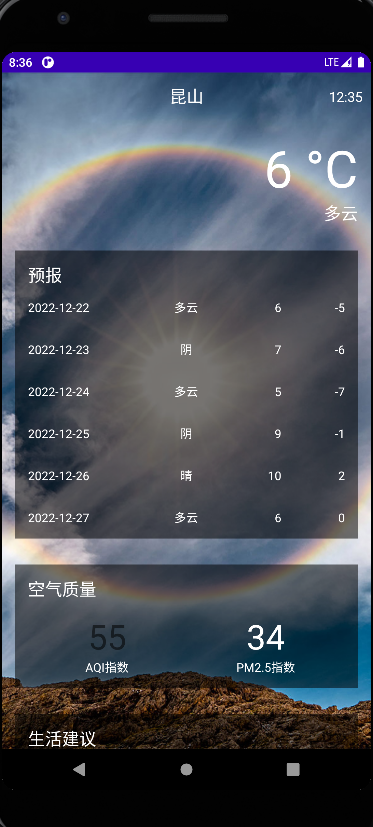 8:36 LTE
昆山 12:35
6 °C
多云
预报
2022-12-22 多云 6 -5
2022-12-23 阴 7 -6
2022-12-24 多云 5 -7
2022-12-25 阴 9 -1
2022-12-26 晴 10 2
2022-12-27 多云 6 0
空气质量
55 34
AQI指数 PM2.5指数
生活建议